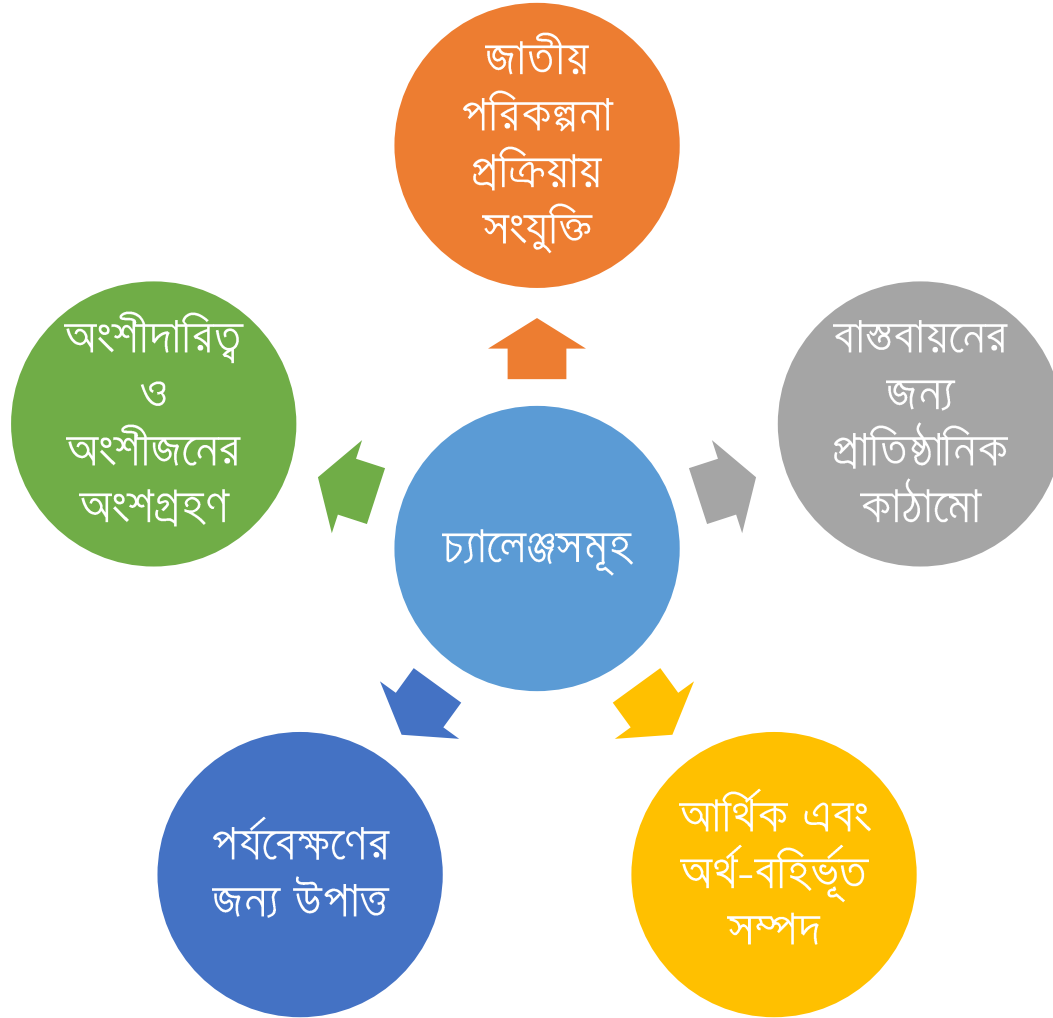 জাতীয়
পরিকল্পনা
প্রক্রিয়ায়
সংযুক্তি
অংশীদারিত্ব
ও
অংশীজনের
অংশগ্রহণ
বাস্তবায়নের
জন্য
প্রাতিষ্ঠানিক
কাঠামো
চ্যালেঞ্জসমূহ
পর্যবেক্ষণের
জন্য উপাত্ত
আর্থিক এবং
অর্থ-বহির্ভূত
সম্পদ